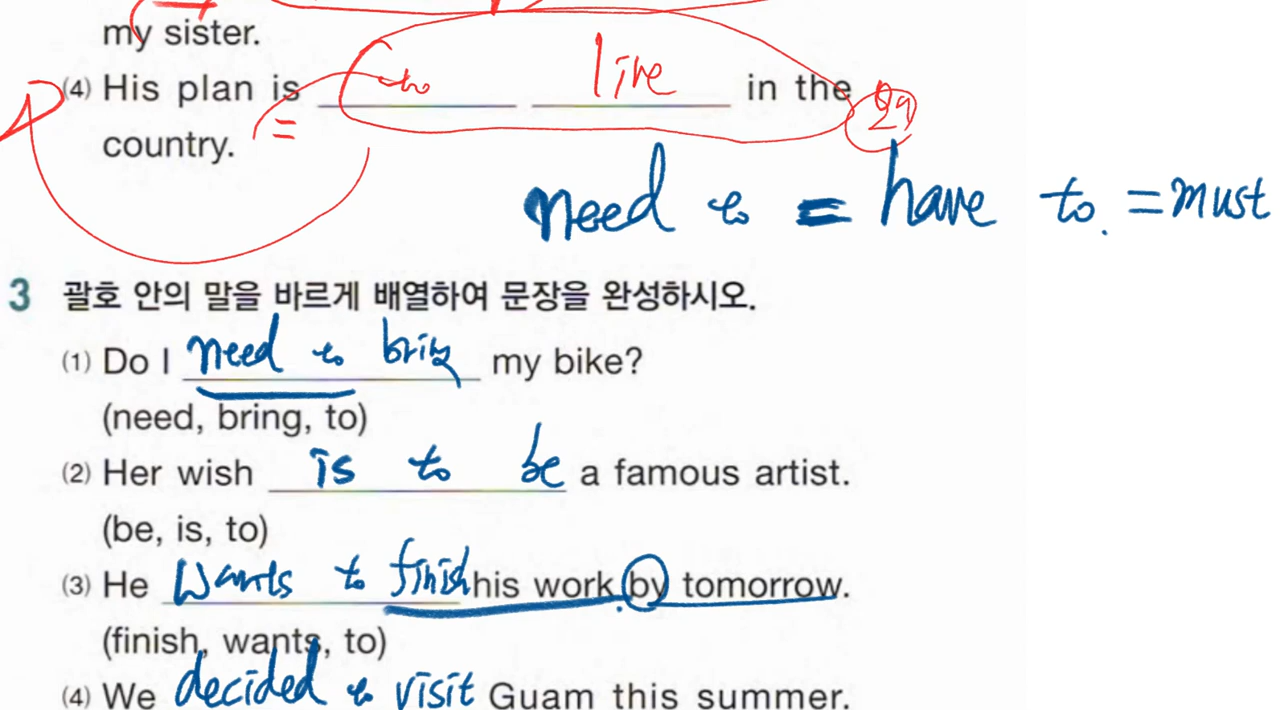 my sister.
(4) His plan is to live in the
country. =
need to = have to. = must
3 괄호 안의 말을 바르게 배열하여 문장을 완성하시오.
(1) Do I need to bring my bike?
(need, bring, to)
(2) Her wish is to be a famous artist.
(be, is, to)
(3) He wants to finish his work by tomorrow.
(finish, wants, to)
(4) We decided to visit Guam this summer.